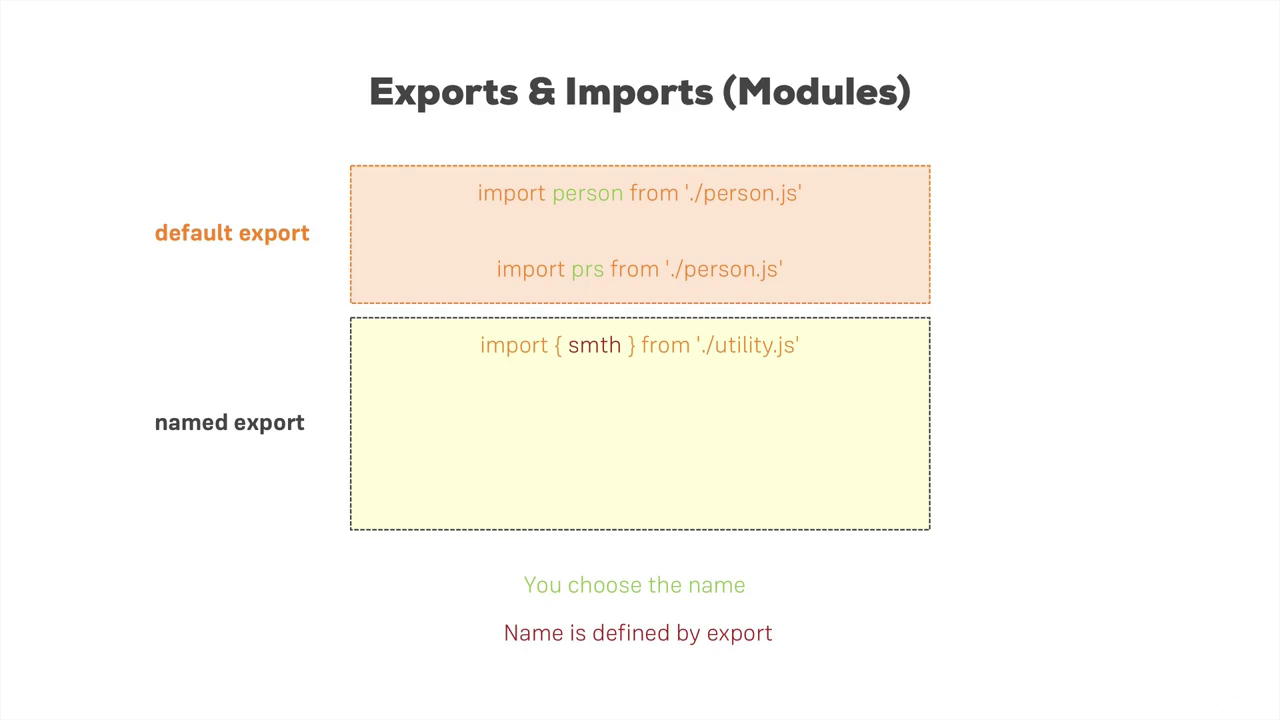 Exports & Imports (Modules)
default export
import person from './person.js'
import prs from './person.js'
named export
import { smth } from './utility.js'
You choose the name
Name is defined by export